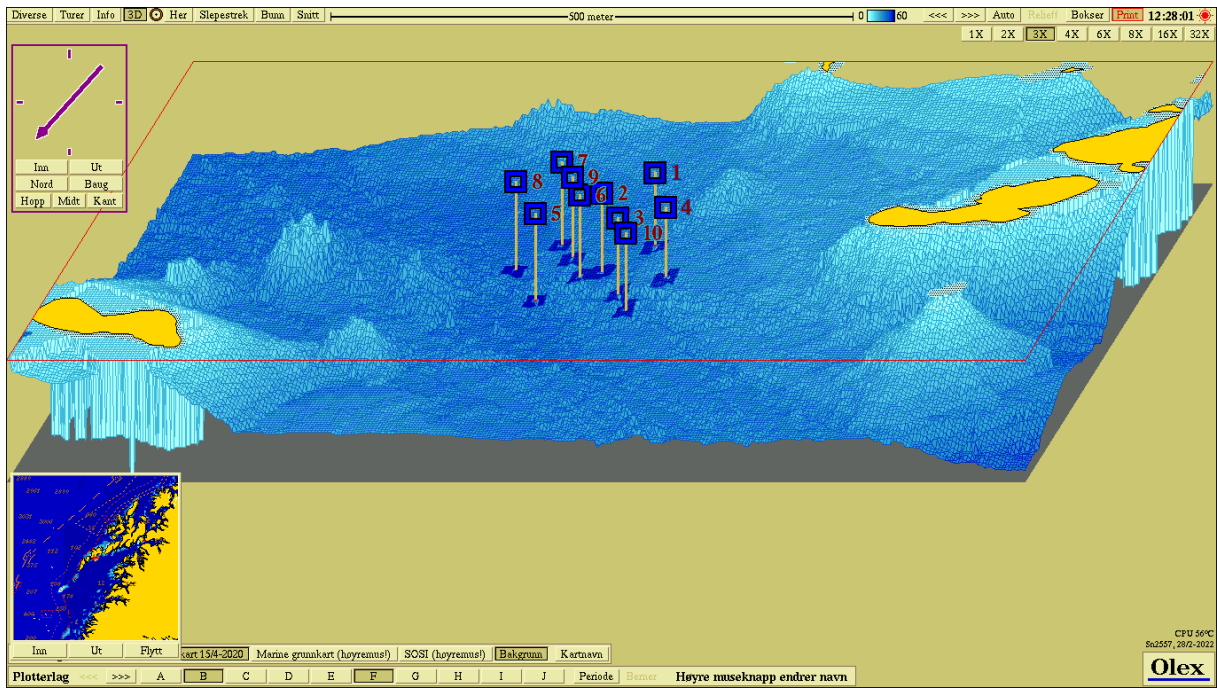 Diverse Turer Info 3D Her Slepestrek Bunn Snitt 500 meter 0 60 <<< >>> Auto Relieff Bokser Print 12:28:01
1X 2X 3X 4X 6X 8X 16X 32X
Inn Ut
Nord Baug
Hopp Midt Kant
7
1
8
9
6
2
4
5
3
10
Inn Ut Flytt
kart 15/4-2020 Marine grunnkart (høyremus!) SOSI (høyremus!) Bakgrunn Kartnavn
CPU 56°C
Sn2557, 28/2-2022
Olex
Plotterlag <<< >>> A B C D E F G H I J Periode Høyre museknapp endrer navn